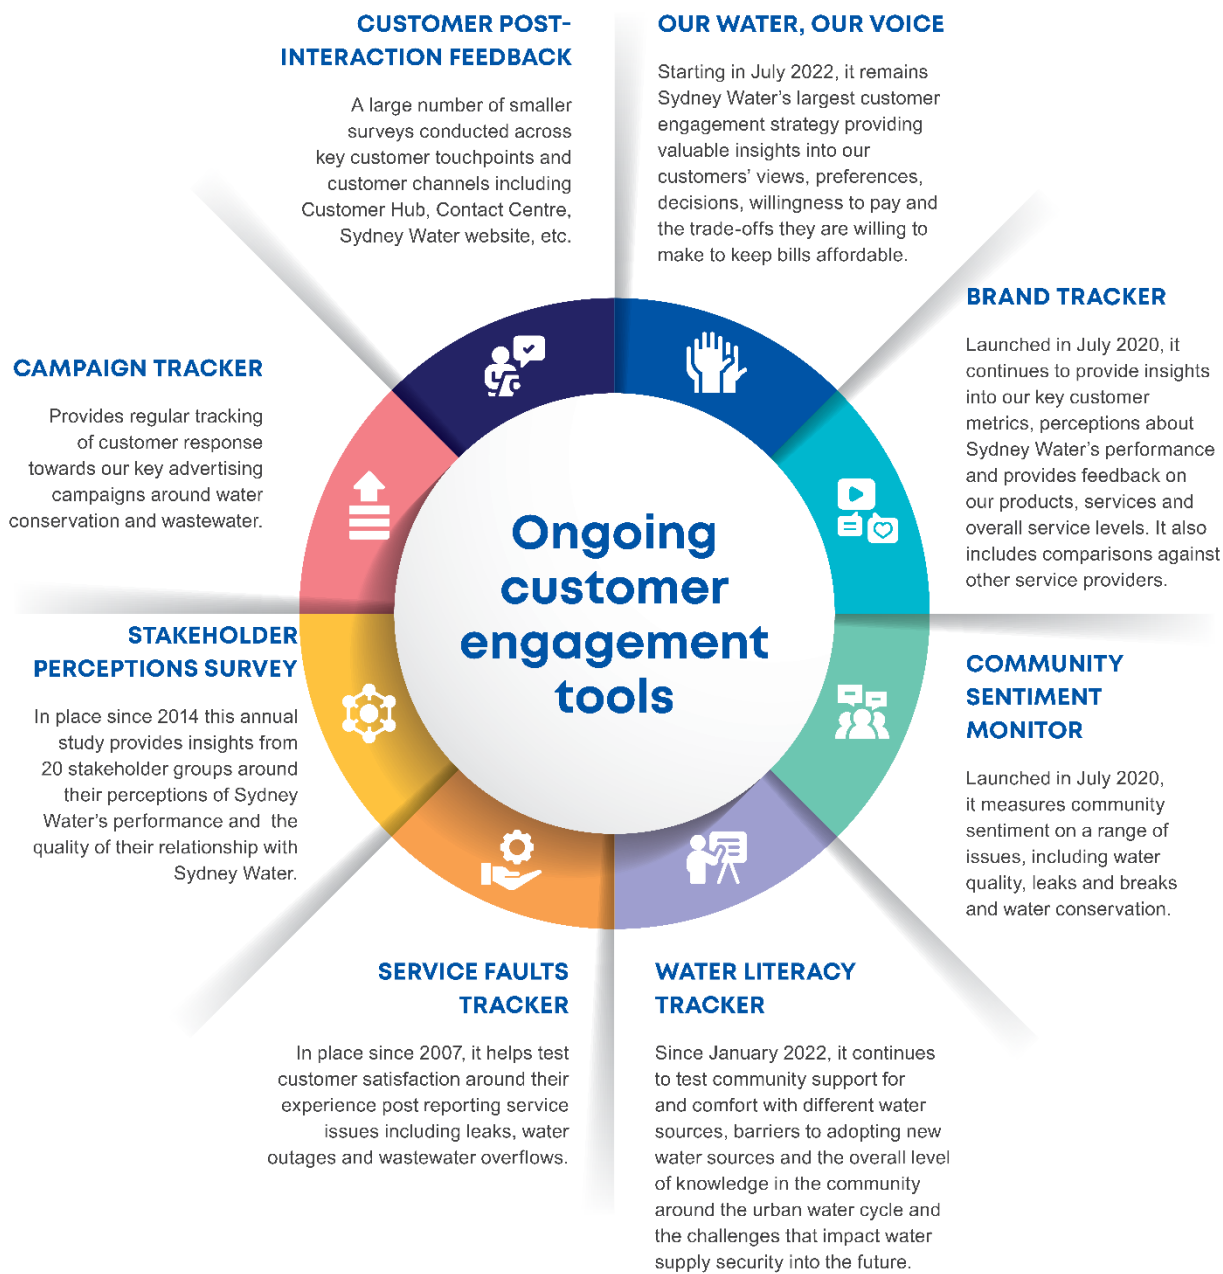 CUSTOMER POST-
INTERACTION FEEDBACK
A large number of smaller
surveys conducted across
key customer touchpoints and
customer channels including
Customer Hub, Contact Centre,
Sydney Water website, etc.
OUR WATER, OUR VOICE
Starting in July 2022, it remains
Sydney Water’s largest customer
engagement strategy providing
valuable insights into our
customers’ views, preferences,
decisions, willingness to pay and
the trade-offs they are willing to
make to keep bills affordable.
BRAND TRACKER
Launched in July 2020, it
continues to provide insights
into our key customer
metrics, perceptions about
Sydney Water’s performance
and provides feedback on
our products, services and
overall service levels. It also
includes comparisons against
other service providers.
CAMPAIGN TRACKER
Provides regular tracking
of customer response
towards our key advertising
campaigns around water
conservation and wastewater.
Ongoing
customer
engagement
tools
STAKEHOLDER
PERCEPTIONS SURVEY
In place since 2014 this annual
study provides insights from
20 stakeholder groups around
their perceptions of Sydney
Water’s performance and the
quality of their relationship with
Sydney Water.
COMMUNITY
SENTIMENT
MONITOR
Launched in July 2020,
it measures community
sentiment on a range of
issues, including water
quality, leaks and breaks
and water conservation.
SERVICE FAULTS
TRACKER
In place since 2007, it helps test
customer satisfaction around their
experience post reporting service
issues including leaks, water
outages and wastewater overflows.
WATER LITERACY
TRACKER
Since January 2022, it continues
to test community support for
and comfort with different water
sources, barriers to adopting new
water sources and the overall level
of knowledge in the community
around the urban water cycle and
the challenges that impact water
supply security into the future.